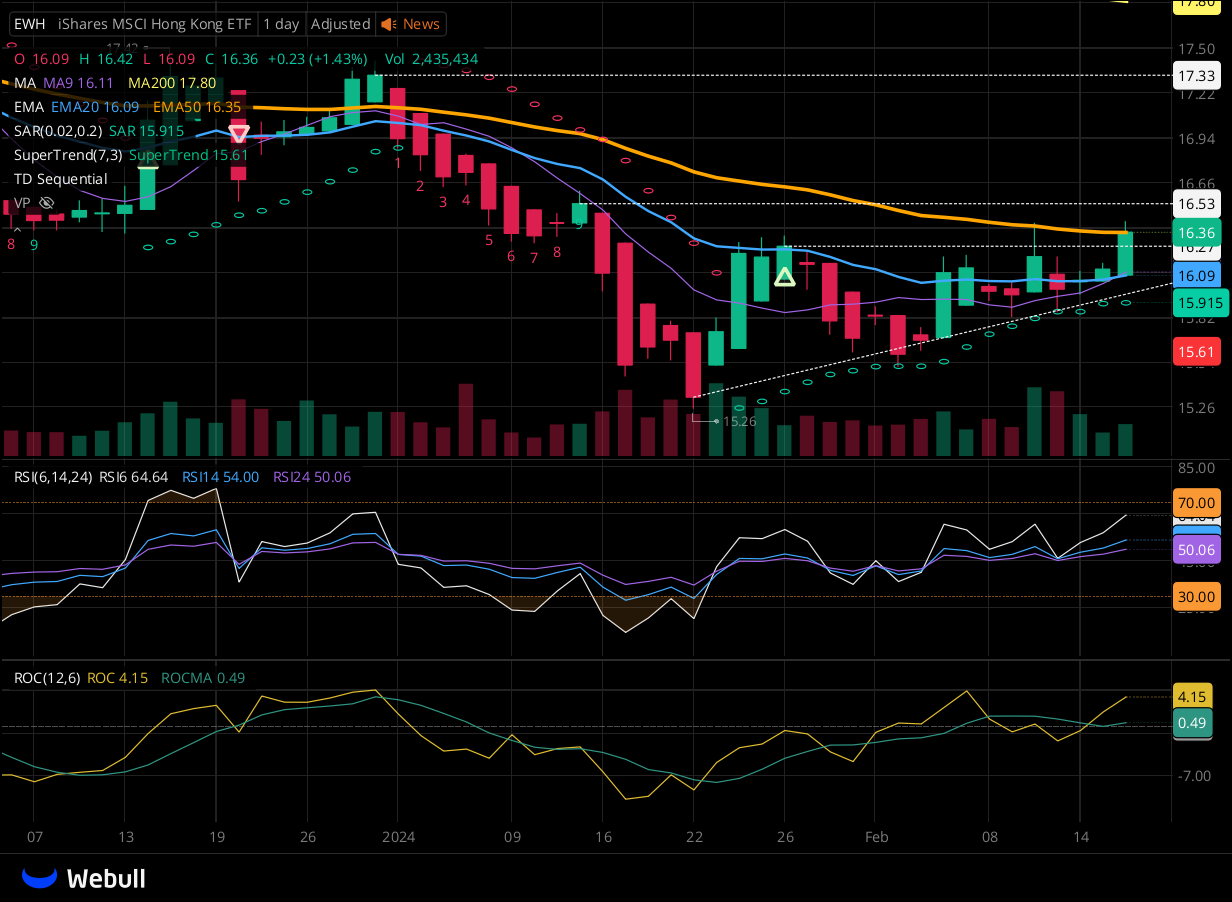 EWH iShares MSCI Hong Kong ETF 1 day Adjusted News
17.80
17.50
O 16.09 H 16.42 L 16.09 C 16.36 +0.23 (+1.43%) Vol 2,435,434
17.33
MA MA9 16.11 MA200 17.80
17.22
EMA EMA20 16.09 EMA50 16.35
SAR(0.02,0.2) SAR 15.915
16.94
SuperTrend(7,3) SuperTrend 15.61
1
TD Sequential
2
16.66
VP
3 4
16.53
9
16.36
8 9
5
8
16.27
6 7
16.09
15.915
15.82
15.61
15.26
15.26
RSI(6,14,24) RSI6 64.64 RSI14 54.00 RSI24 50.06
85.00
70.00
50.06
30.00
ROC(12,6) ROC 4.15 ROCMA 0.49
4.15
0.49
-7.00
07 13 19 26 2024 09 16 22 26 Feb 08 14
Webull